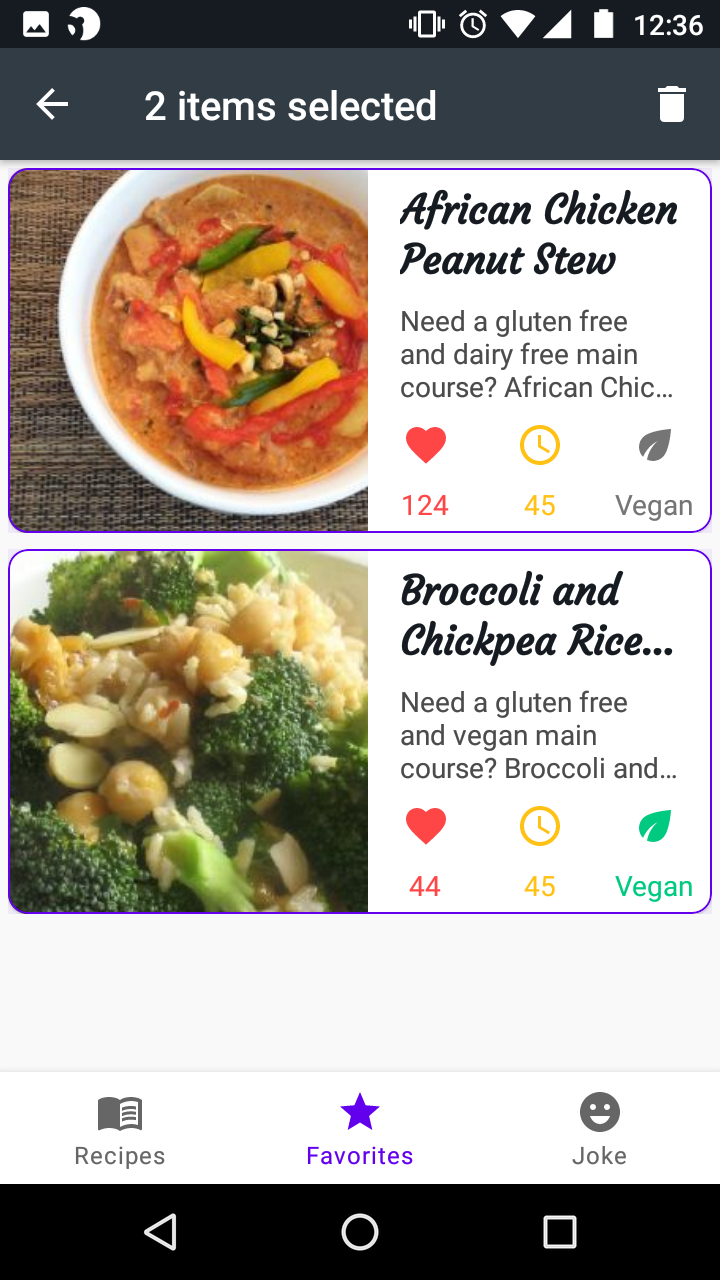 12:36
2 items selected
African Chicken
Peanut Stew
Need a gluten free
and dairy free main
course? African Chic...
124
45
Vegan
Broccoli and
Chickpea Rice...
Need a gluten free
and vegan main
course? Broccoli and...
44
45
Vegan
Recipes
Favorites
Joke